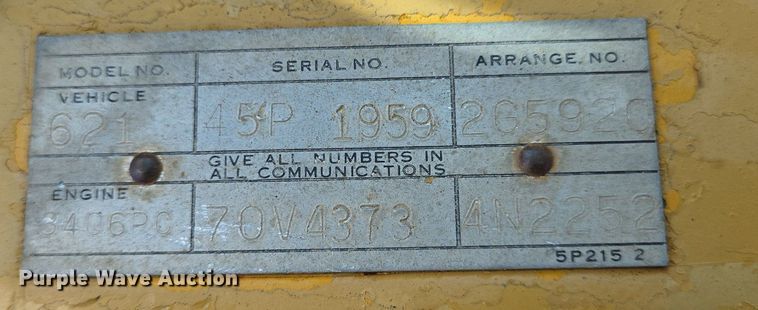 MODEL NO. SERIAL NO. ARRANGE. NO.
VEHICLE
621 45P 1959 2G5920
GIVE ALL NUMBERS IN
ALL COMMUNICATIONS
ENGINE
3406PC 70V4373 4N2252
5P215 2
Purple Wave Auction